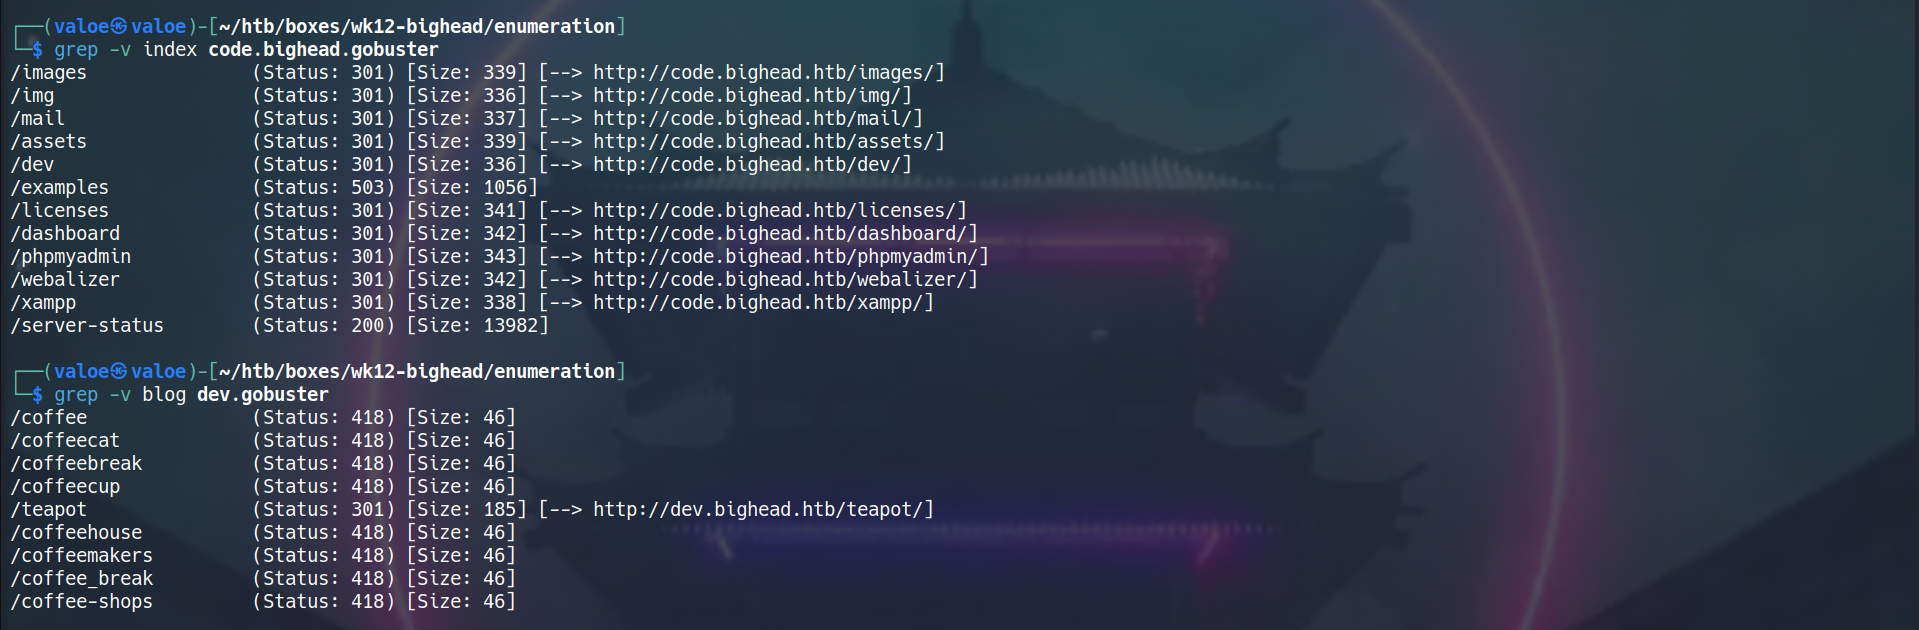 ┌──(valoe㉿valoe)-[~/htb/boxes/wk12-bighead/enumeration]
└─$ grep -v index code.bighead.gobuster
/images               (Status: 301) [Size: 339] [--> http://code.bighead.htb/images/]
/img                  (Status: 301) [Size: 336] [--> http://code.bighead.htb/img/]
/mail                 (Status: 301) [Size: 337] [--> http://code.bighead.htb/mail/]
/assets               (Status: 301) [Size: 339] [--> http://code.bighead.htb/assets/]
/dev                  (Status: 301) [Size: 336] [--> http://code.bighead.htb/dev/]
/examples             (Status: 503) [Size: 1056]
/licenses             (Status: 301) [Size: 341] [--> http://code.bighead.htb/licenses/]
/dashboard            (Status: 301) [Size: 342] [--> http://code.bighead.htb/dashboard/]
/phpmyadmin           (Status: 301) [Size: 343] [--> http://code.bighead.htb/phpmyadmin/]
/webalizer            (Status: 301) [Size: 342] [--> http://code.bighead.htb/webalizer/]
/xampp                (Status: 301) [Size: 338] [--> http://code.bighead.htb/xampp/]
/server-status        (Status: 200) [Size: 13982]
┌──(valoe㉿valoe)-[~/htb/boxes/wk12-bighead/enumeration]
└─$ grep -v blog dev.gobuster
/coffee               (Status: 418) [Size: 46]
/coffeecat            (Status: 418) [Size: 46]
/coffeebreak          (Status: 418) [Size: 46]
/coffeecup            (Status: 418) [Size: 46]
/teapot               (Status: 301) [Size: 185] [--> http://dev.bighead.htb/teapot/]
/coffeehouse          (Status: 418) [Size: 46]
/coffeemakers         (Status: 418) [Size: 46]
/coffee_break         (Status: 418) [Size: 46]
/coffee-shops         (Status: 418) [Size: 46]